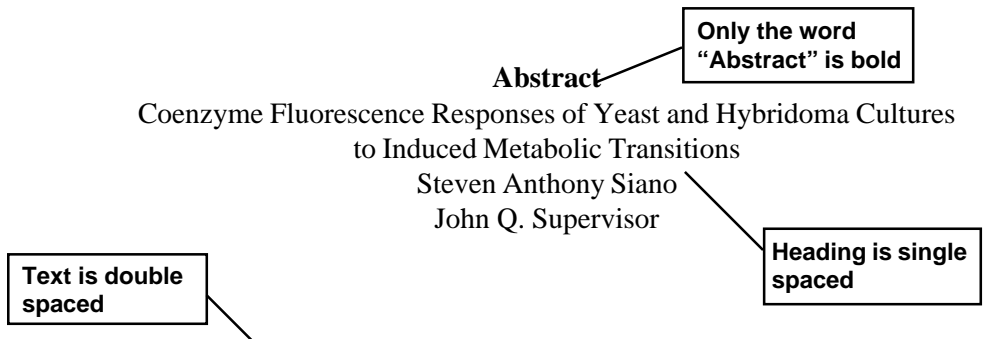 Only the word
“Abstract” is bold
Abstract
Coenzyme Fluorescence Responses of Yeast and Hybridoma Cultures
to Induced Metabolic Transitions
Steven Anthony Siano
John Q. Supervisor
Heading is single
spaced
Text is double
spaced